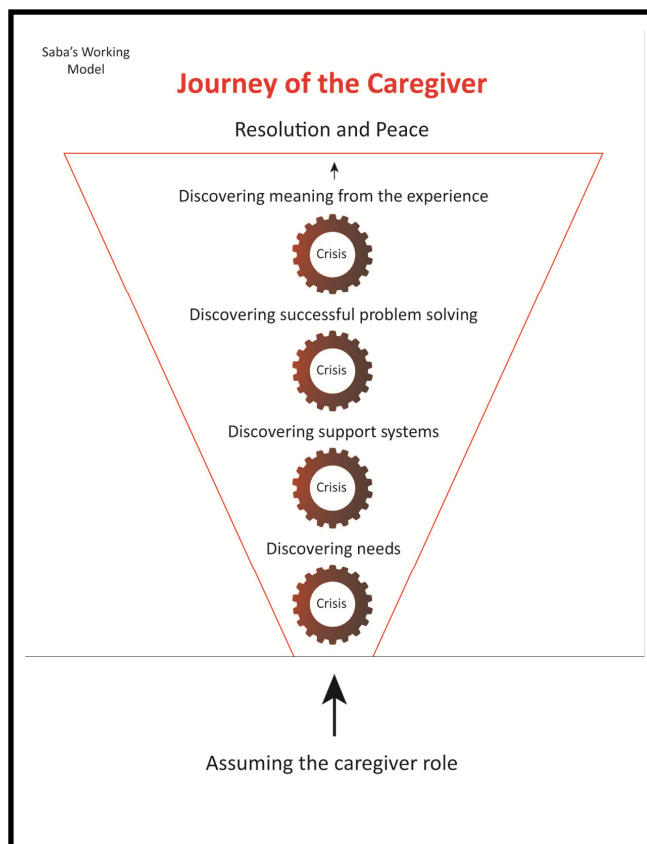 Saba's Working
Model
Journey of the Caregiver
Resolution and Peace
Discovering meaning from the experience
Crisis
Discovering successful problem solving
Crisis
Discovering support systems
Crisis
Discovering needs
Crisis
Assuming the caregiver role